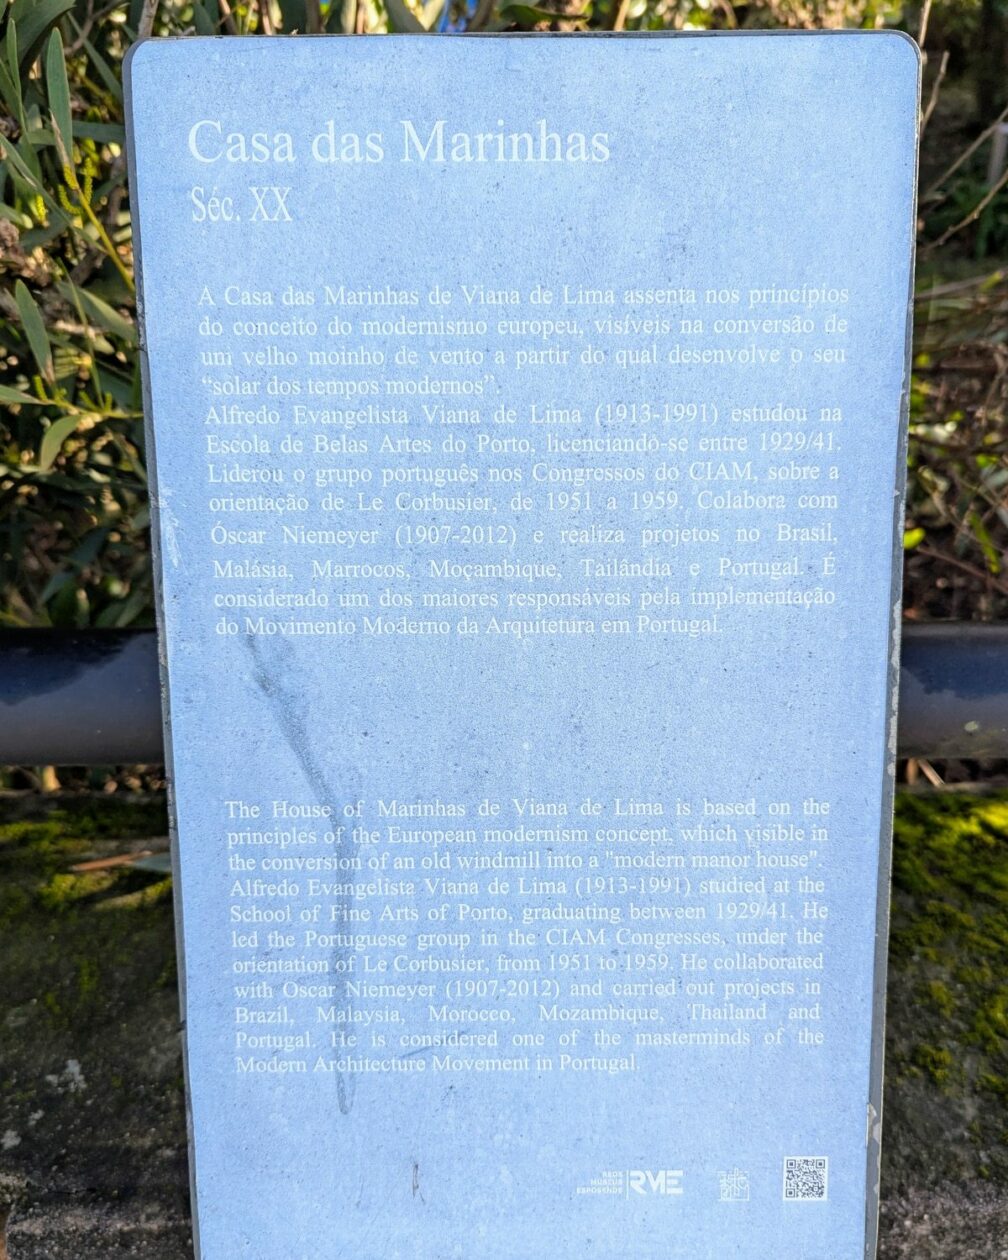 Casa das Marinhas
Séc. XX
A Casa das Marinhas de Viana de Lima assenta nos princípios
do conceito do modernismo europeu, visíveis na conversão de
um velho moinho de vento a partir do qual desenvolve o seu
“solar dos tempos modernos”.
Alfredo Evangelista Viana de Lima (1913-1991) estudou na
Escola de Belas Artes do Porto, licenciando-se entre 1929/41.
Liderou o grupo português nos Congressos do CIAM, sobre a
orientação de Le Corbusier, de 1951 a 1959. Colabora com
Óscar Niemeyer (1907-2012) e realiza projetos no Brasil,
Malásia, Marrocos, Moçambique, Tailândia e Portugal. É
considerado um dos maiores responsáveis pela implementação
do Movimento Moderno da Arquitetura em Portugal.
The House of Marinhas de Viana de Lima is based on the
principles of the European modernism concept, which visible in
the conversion of an old windmill into a "modern manor house".
Alfredo Evangelista Viana de Lima (1913-1991) studied at the
School of Fine Arts of Porto, graduating between 1929/41. He
led the Portuguese group in the CIAM Congresses, under the
orientation of Le Corbusier, from 1951 to 1959. He collaborated
with Oscar Niemeyer (1907-2012) and carried out projects in
Brazil, Malaysia, Morocco, Mozambique, Thailand and
Portugal. He is considered one of the masterminds of the
Modern Architecture Movement in Portugal.
REDE
MUSEUS
ESPOSENDE
RME